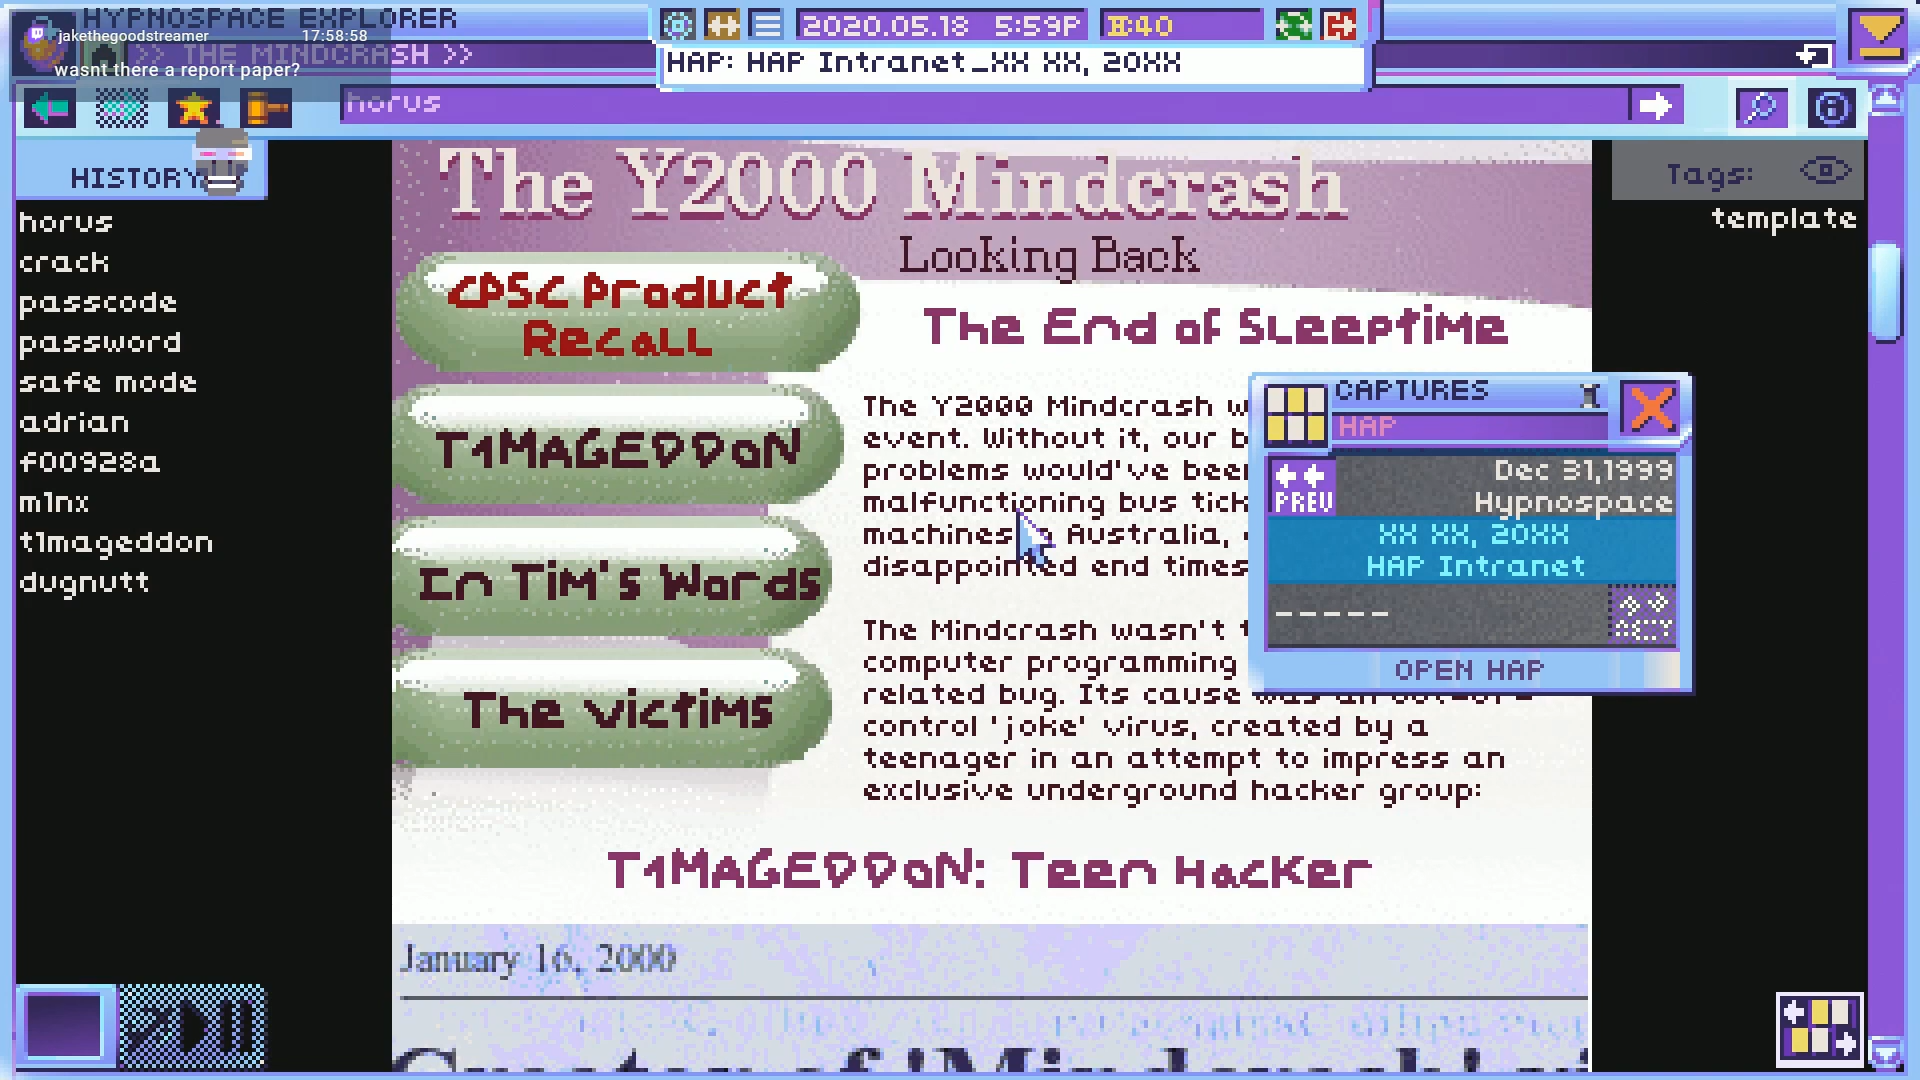 HYPNOSPACE EXPLORER
jakethegoodstreamer 17:58:58
>> THE MINDCRASH >>
wasnt there a report paper?
2020.05.18 5:59P
40
HAP: HAP Intranet_XX XX, 20XX
horus
HISTORY
horus
crack
passcode
password
safe mode
adrian
f00928a
m1nx
t1mageddon
dugnutt
The Y2000 Mindcrash
Looking Back
CPSC Product
Recall
T1MAGEDDON
In Tim's Words
The Victims
The End of Sleeptime
The Y2000 Mindcrash w
event. Without it, our b
problems would've bee
malfunctioning bus tick
machines Australia,
disappointed end times
The Mindcrash wasn't
computer programming
related bug. Its cause was an out-of-
control 'joke' virus, created by a
teenager in an attempt to impress an
exclusive underground hacker group:
T1MAGEDDON: Teen Hacker
January 16, 2000
CAPTURES
HAP
PREV
Dec 31,1999
Hypnospace
XX XX, 20XX
HAP Intranet
-----
OPEN HAP
Tags:
template